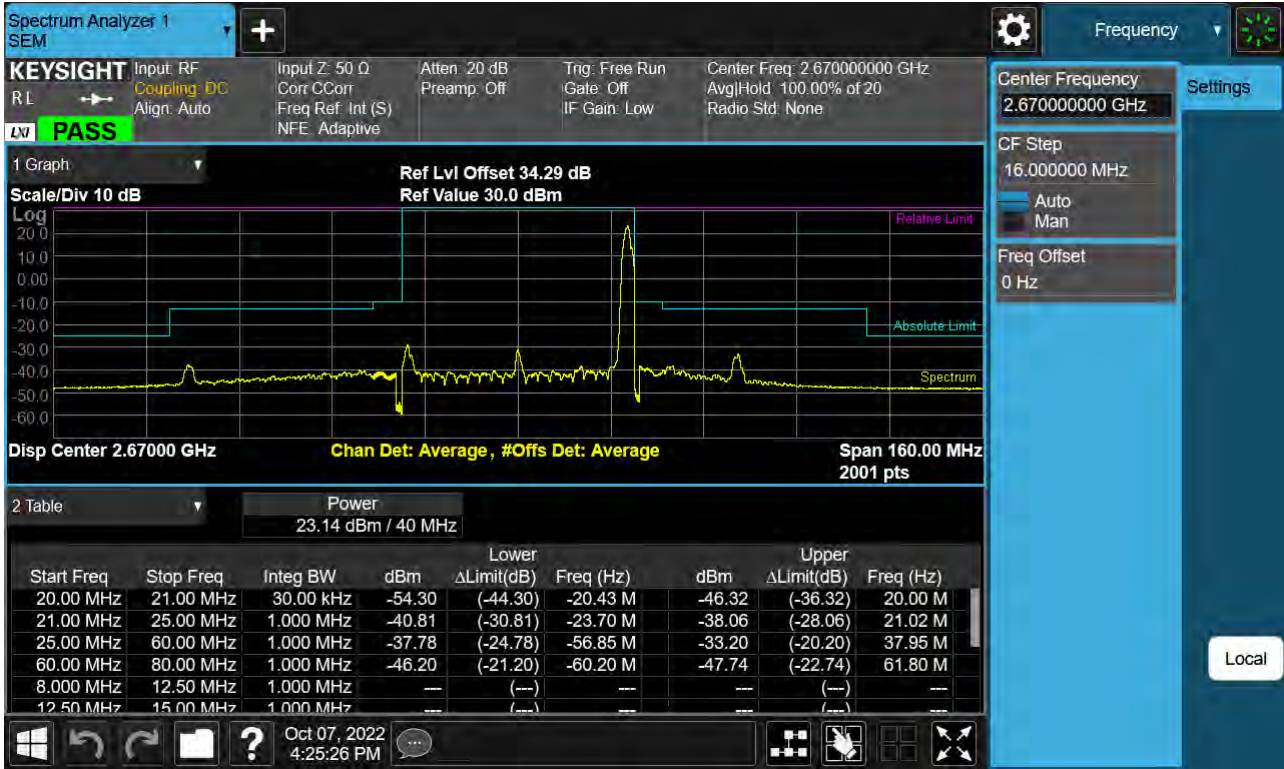 Spectrum Analyzer 1
SEM
Frequency
KEYSIGHT
Input: RF
Coupling: DC
Align: Auto
Input Z: 50 Ω
Corr CCorr
Freq Ref: Int (S)
NFE: Adaptive
Atten: 20 dB
Preamp: Off
Trig: Free Run
Gate: Off
IF Gain: Low
Center Freq: 2.670000000 GHz
Avg|Hold: 100.00% of 20
Radio Std: None
R L
LXI
PASS
Center Frequency
2.670000000 GHz
Settings
CF Step
16.000000 MHz
Auto
Man
Freq Offset
0 Hz
Local
1 Graph
Scale/Div 10 dB
Ref Lvl Offset 34.29 dB
Ref Value 30.0 dBm
Log
20.0
10.0
0.00
-10.0
-20.0
-30.0
-40.0
-50.0
-60.0
Relative Limit
Absolute Limit
Spectrum
Disp Center 2.67000 GHz
Chan Det: Average , #Offs Det: Average
Span 160.00 MHz
2001 pts
2 Table
Power
23.14 dBm / 40 MHz
Lower Upper
Start Freq Stop Freq Integ BW dBm ΔLimit(dB) Freq (Hz) dBm ΔLimit(dB) Freq (Hz)
20.00 MHz 21.00 MHz 30.00 kHz -54.30 (-44.30) -20.43 M -46.32 (-36.32) 20.00 M
21.00 MHz 25.00 MHz 1.000 MHz -40.81 (-30.81) -23.70 M -38.06 (-28.06) 21.02 M
25.00 MHz 60.00 MHz 1.000 MHz -37.78 (-24.78) -56.85 M -33.20 (-20.20) 37.95 M
60.00 MHz 80.00 MHz 1.000 MHz -46.20 (-21.20) -60.20 M -47.74 (-22.74) 61.80 M
8.000 MHz 12.50 MHz 1.000 MHz --- (---) --- --- (---) ---
12.50 MHz 15.00 MHz 1.000 MHz --- (---) --- --- (---) ---
Oct 07, 2022
4:25:26 PM